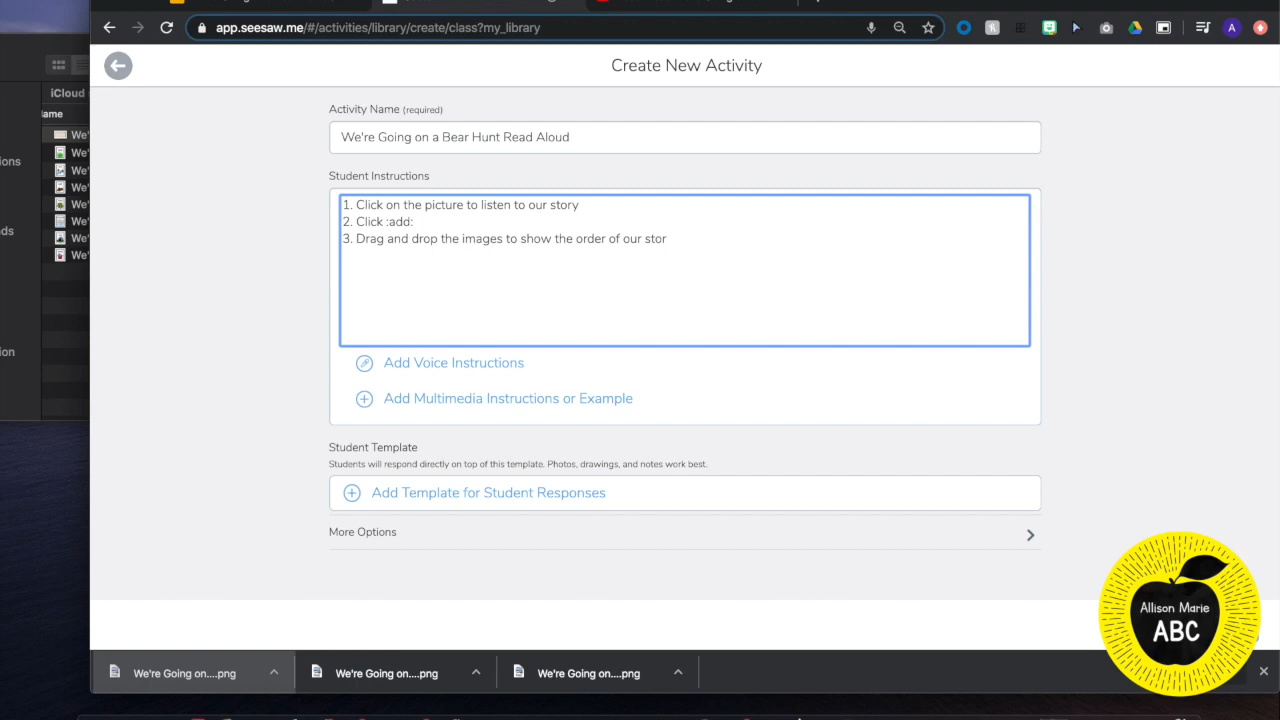 app.seesaw.me/#/activities/library/create/class?my_library
A
Create New Activity
iCloud
ame
We'
We'
We'
We'
We'
We'
We'
We'
ions
ds
ion
Activity Name (required)
We're Going on a Bear Hunt Read Aloud
Student Instructions
1. Click on the picture to listen to our story
2. Click :add:
3. Drag and drop the images to show the order of our stor
Add Voice Instructions
Add Multimedia Instructions or Example
Student Template
Students will respond directly on top of this template. Photos, drawings, and notes work best.
Add Template for Student Responses
More Options
Allison Marie
ABC
We're Going on....png
We're Going on....png
We're Going on....png